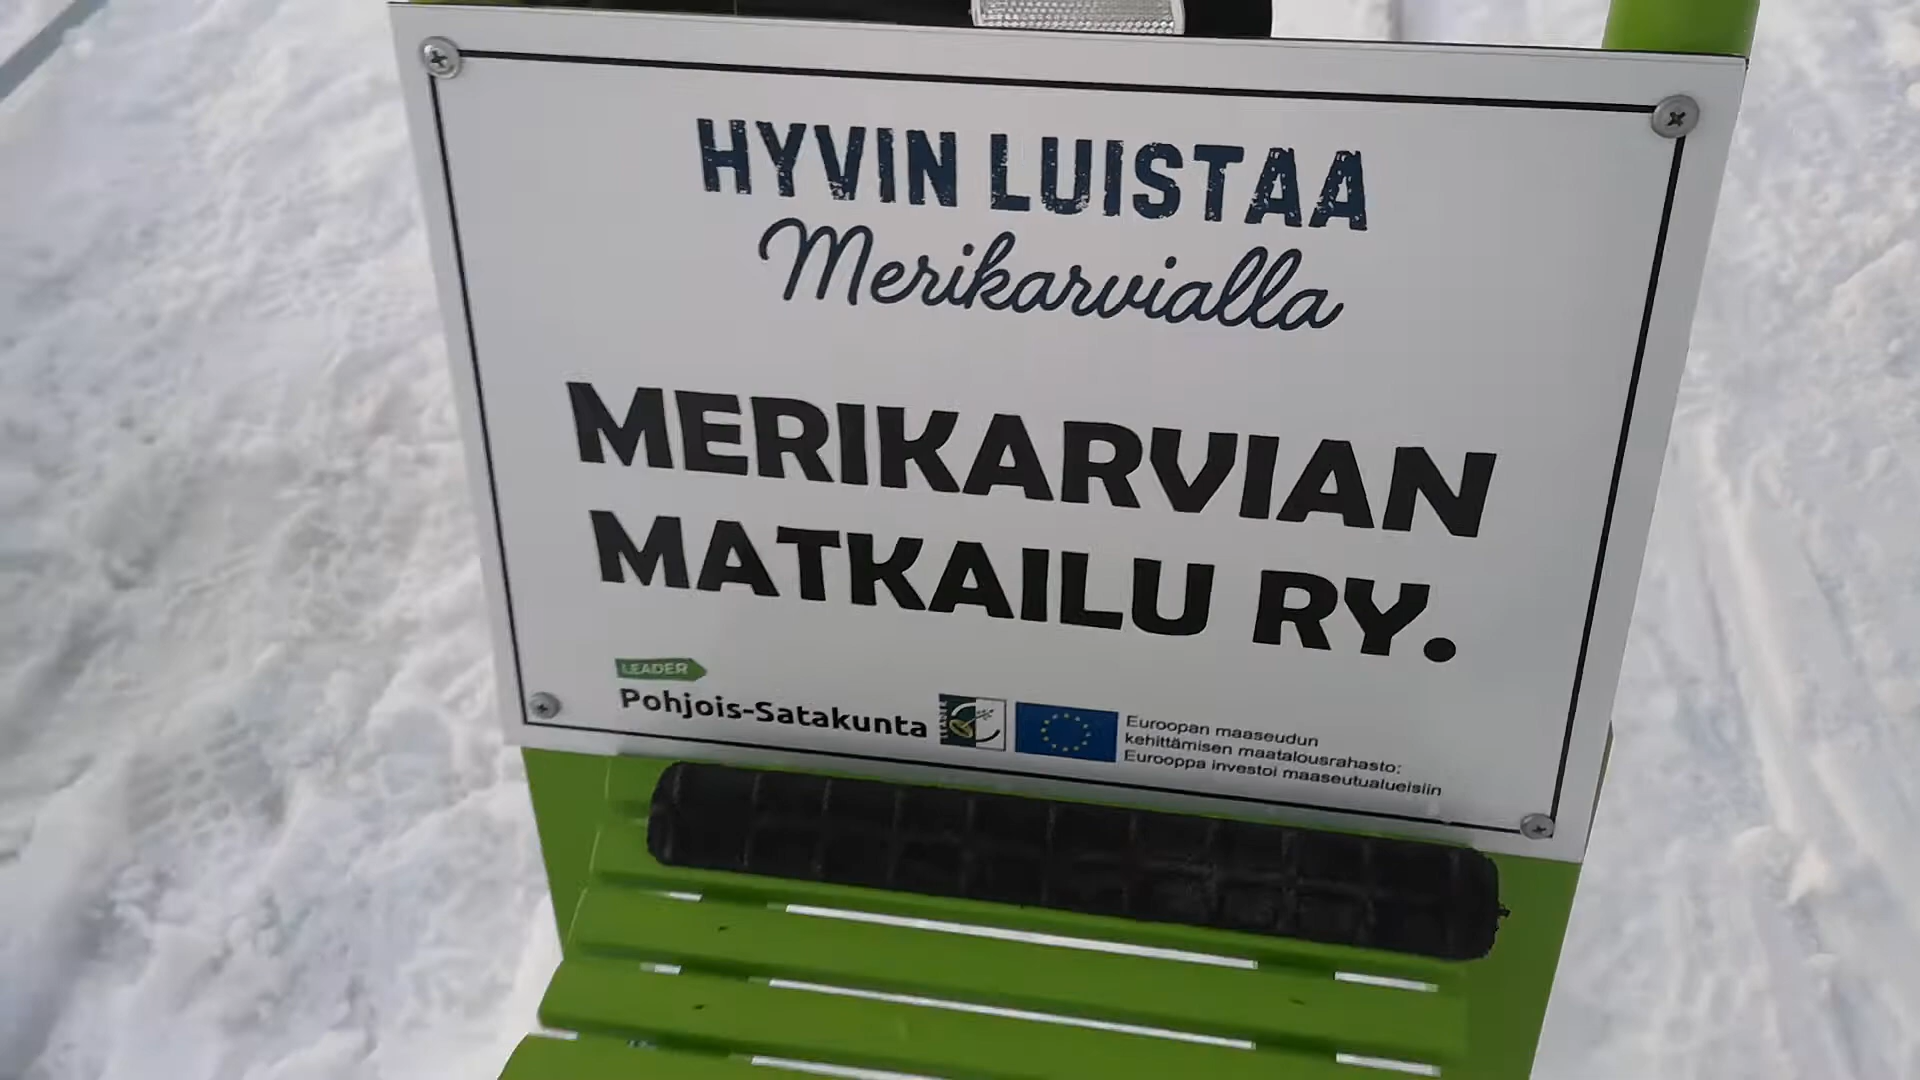 HYVIN LUISTAA
Merikarvialla
MERIKARVIAN
MATKAILU RY.
LEADER
Pohjois-Satakunta
Euroopan maaseudun
kehittämisen maatalousrahasto:
Eurooppa investoi maaseutualueisiin